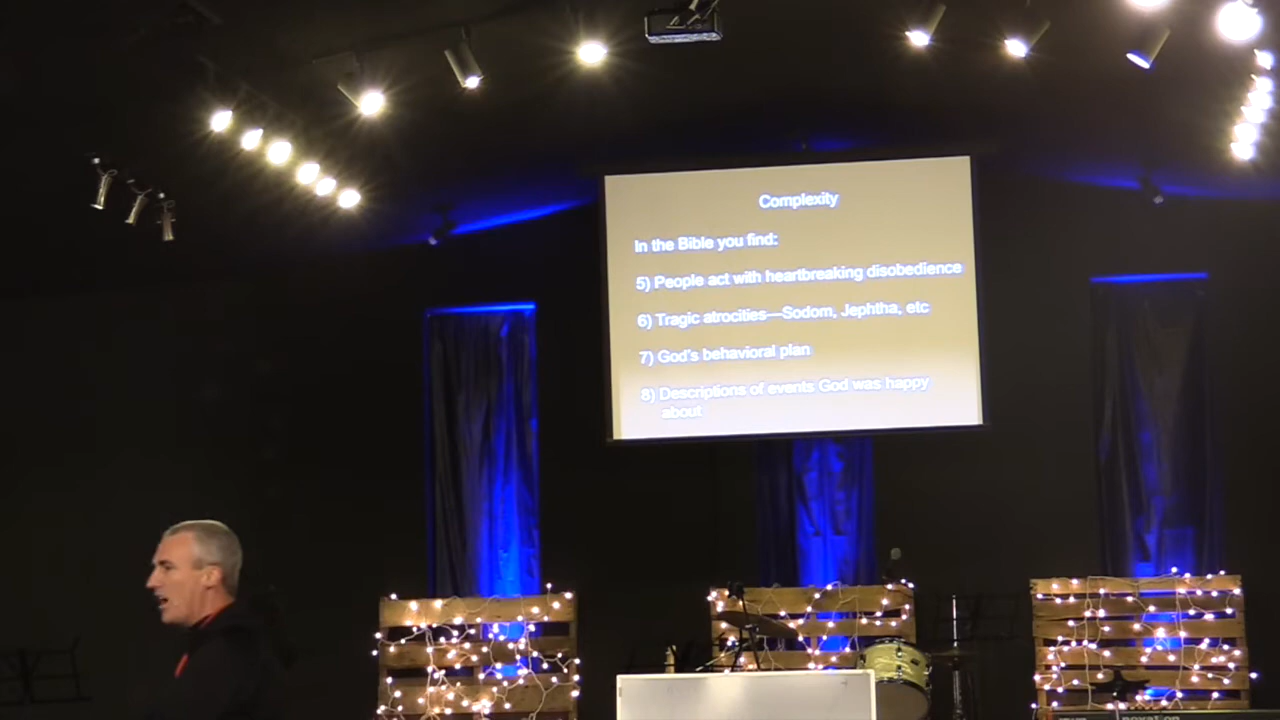 Complexity
In the Bible you find:
5) People act with heartbreaking disobedience
6) Tragic atrocities—Sodom, Jephtha, etc
7) God's behavioral plan
8) Descriptions of events God was happy
about